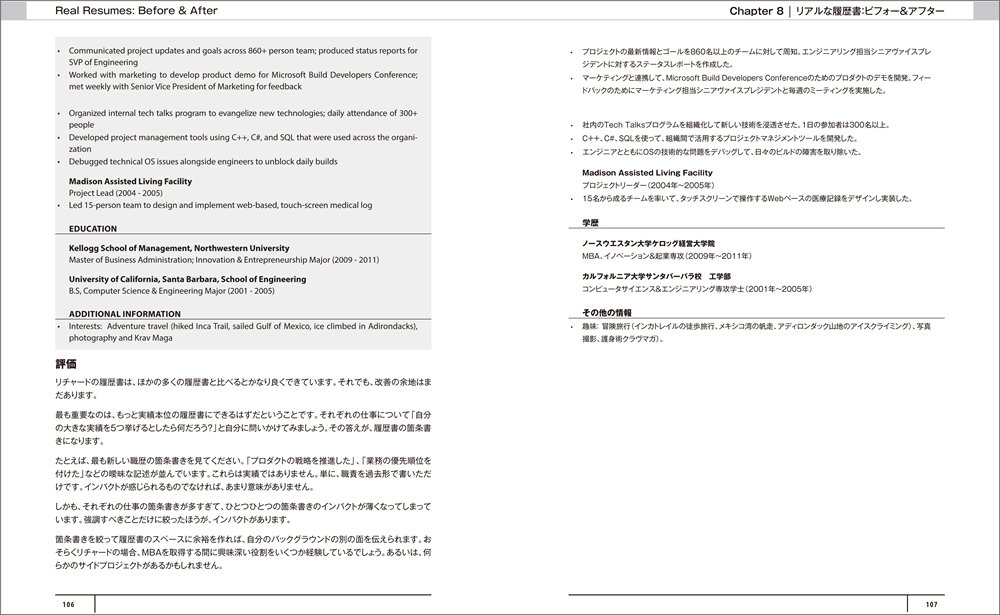 Real Resumes: Before & After
• Communicated project updates and goals across 860+ person team; produced status reports for
SVP of Engineering
• Worked with marketing to develop product demo for Microsoft Build Developers Conference;
met weekly with Senior Vice President of Marketing for feedback
• Organized internal tech talks program to evangelize new technologies; daily attendance of 300+
people
• Developed project management tools using C++, C#, and SQL that were used across the organi-
zation
• Debugged technical OS issues alongside engineers to unblock daily builds
Madison Assisted Living Facility
Project Lead (2004 - 2005)
• Led 15-person team to design and implement web-based, touch-screen medical log
EDUCATION
Kellogg School of Management, Northwestern University
Master of Business Administration; Innovation & Entrepreneurship Major (2009 - 2011)
University of California, Santa Barbara, School of Engineering
B.S, Computer Science & Engineering Major (2001 - 2005)
ADDITIONAL INFORMATION
• Interests: Adventure travel (hiked Inca Trail, sailed Gulf of Mexico, ice climbed in Adirondacks),
photography and Krav Maga
評価
リチャードの履歴書は、ほかの多くの履歴書と比べるとかなり良くできています。それでも、改善の余地はま
だあります。
最も重要なのは、もっと実績本位の履歴書にできるはずだということです。それぞれの仕事について「自分
の大きな実績を5つ挙げるとしたら何だろう?」と自分に問いかけてみましょう。その答えが、履歴書の箇条書
きになります。
たとえば、最も新しい職歴の箇条書きを見てください。「プロダクトの戦略を推進した」、「業務の優先順位を
付けた」などの曖昧な記述が並んでいます。これらは実績ではありません。単に、職責を過去形で書いただ
けです。インパクトが感じられるものでなければ、あまり意味がありません。
しかも、それぞれの仕事の箇条書きが多すぎて、ひとつひとつの箇条書きのインパクトが薄くなってしまって
います。強調すべきことだけに絞ったほうが、インパクトがあります。
箇条書きを絞って履歴書のスペースに余裕を作れば、自分のバックグラウンドの別の面を伝えられます。お
そらくリチャードの場合、MBAを取得する間に興味深い役割をいくつか経験しているでしょう。あるいは、何
らかのサイドプロジェクトがあるかもしれません。
106
Chapter 8 | リアルな履歴書:ビフォー&アフター
• プロジェクトの最新情報とゴールを860名以上のチームに対して周知。エンジニアリング担当シニアヴァイスプレ
ジデントに対するステータスレポートを作成した。
• マーケティングと連携して、Microsoft Build Developers Conferenceのためのプロダクトのデモを開発。フィー
ドバックのためにマーケティング担当シニアヴァイスプレジデントと毎週のミーティングを実施した。
• 社内のTech Talksプログラムを組織化して新しい技術を浸透させた。1日の参加者は300名以上。
• C++、C#、SQLを使って、組織間で活用するプロジェクトマネジメントツールを開発した。
• エンジニアとともにOSの技術的な問題をデバッグして、日々のビルドの障害を取り除いた。
Madison Assisted Living Facility
プロジェクトリーダー(2004年~2005年)
• 15名から成るチームを率いて、タッチスクリーンで操作するWebベースの医療記録をデザインし実装した。
学歴
ノースウエスタン大学ケロッグ経営大学院
MBA、イノベーション&起業専攻(2009年~2011年)
カルフォルニア大学サンタバーバラ校 工学部
コンピュータサイエンス&エンジニアリング専攻学士(2001年~2005年)
その他の情報
• 趣味: 冒険旅行(インカトレイルの徒歩旅行、メキシコ湾の帆走、アディロンダック山地のアイスクライミング)、写真
撮影、護身術クラヴマガ)。
107